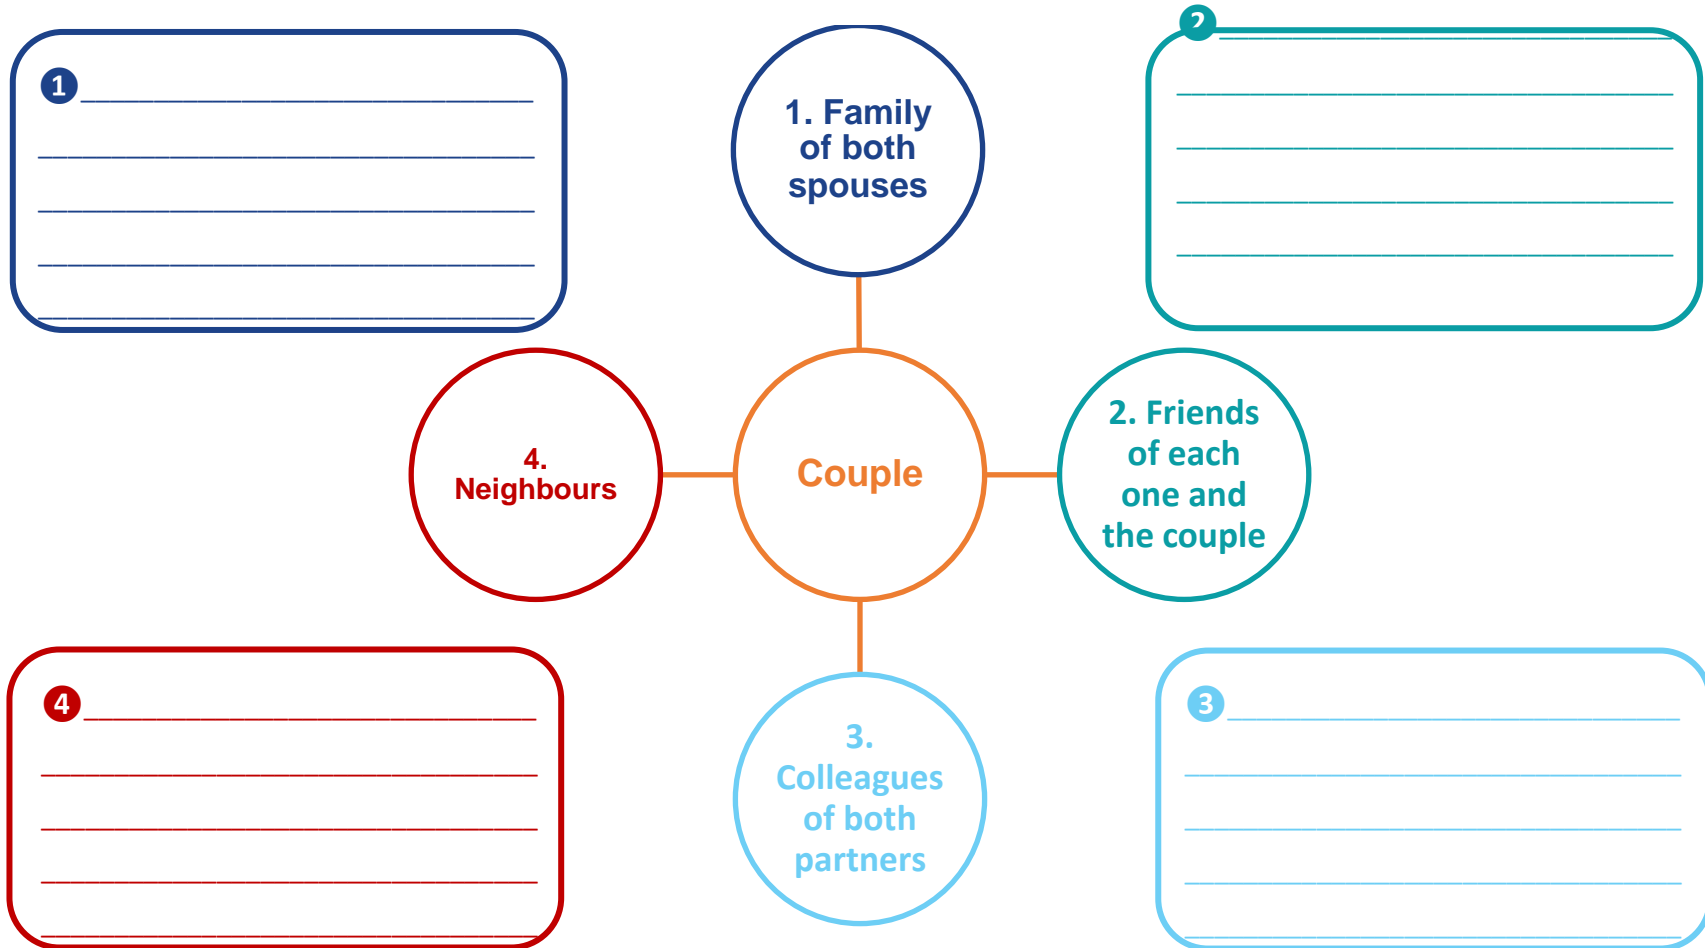 1
1. Family
of both
spouses
2
2. Friends
of each
one and
the couple
4.
Neighbours
Couple
3.
Colleagues
of both
partners
4
3